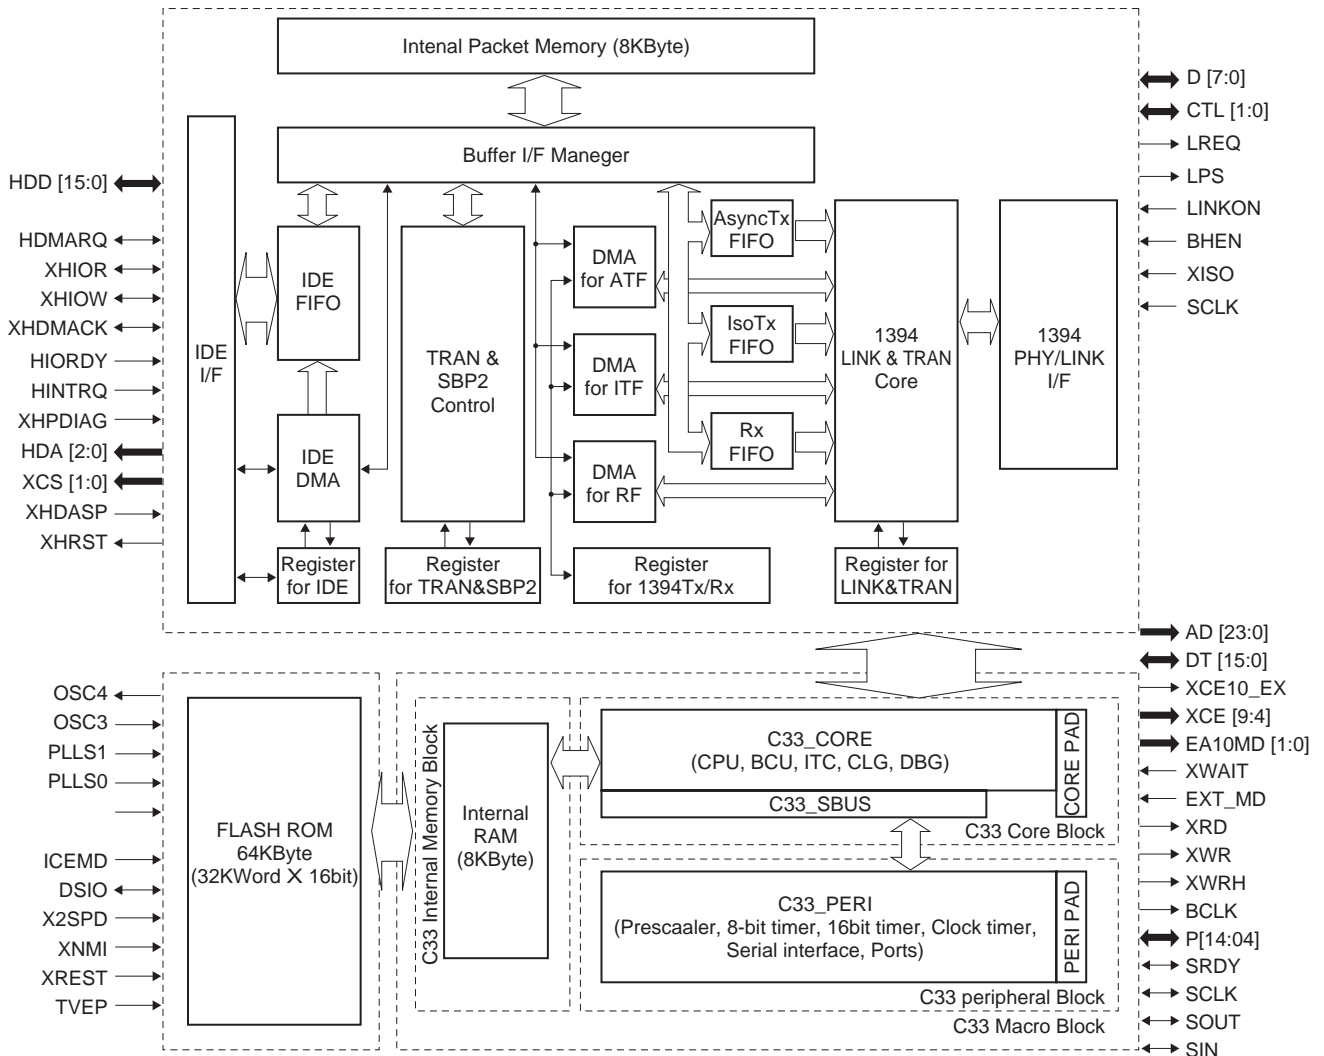 Intenal Packet Memory (8KByte)
Buffer I/F Maneger
HDD [15:0]
HDMARQ
XHIOR
XHIOW
XHDMACK
HIORDY
HINTRQ
XHPDIAG
HDA [2:0]
XCS [1:0]
XHDASP
XHRST
IDE
I/F
IDE
FIFO
IDE
DMA
Register
for IDE
TRAN &
SBP2
Control
Register
for TRAN&SBP2
DMA
for ATF
DMA
for ITF
DMA
for RF
Register
for 1394Tx/Rx
AsyncTx
FIFO
IsoTx
FIFO
Rx
FIFO
1394
LINK & TRAN
Core
Register for
LINK&TRAN
1394
PHY/LINK
I/F
D [7:0]
CTL [1:0]
LREQ
LPS
LINKON
BHEN
XISO
SCLK
OSC4
OSC3
PLLS1
PLLS0
ICEMD
DSIO
X2SPD
XNMI
XREST
TVEP
FLASH ROM
64KByte
(32KWord X 16bit)
C33 Internal Memory Block
Internal
RAM
(8KByte)
C33_CORE
(CPU, BCU, ITC, CLG, DBG)
CORE PAD
C33_SBUS
C33 Core Block
C33_PERI
(Prescaaler, 8-bit timer, 16bit timer, Clock timer,
Serial interface, Ports)
PERI PAD
C33 peripheral Block
C33 Macro Block
AD [23:0]
DT [15:0]
XCE10_EX
XCE [9:4]
EA10MD [1:0]
XWAIT
EXT_MD
XRD
XWR
XWRH
BCLK
P[14:04]
SRDY
SCLK
SOUT
SIN